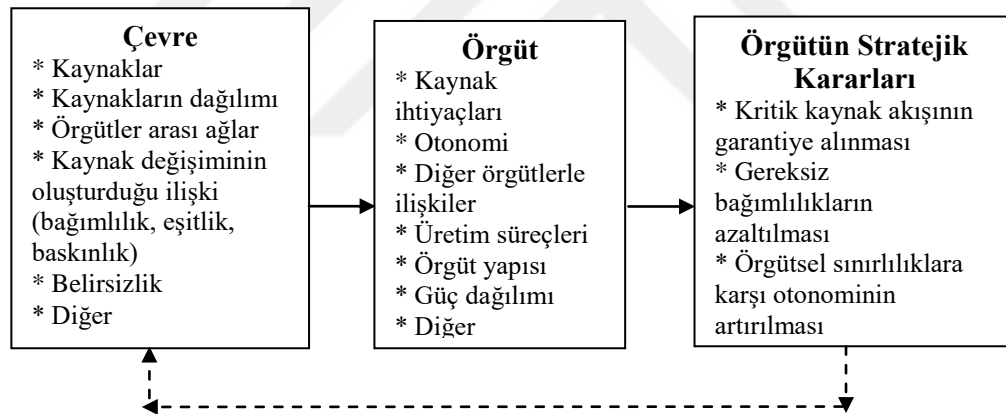 Çevre
* Kaynaklar
* Kaynakların dağılımı
* Örgütler arası ağlar
* Kaynak değişiminin
oluşturduğu ilişki
(bağımlılık, eşitlik,
baskınlık)
* Belirsizlik
* Diğer
Örgüt
* Kaynak
ihtiyaçları
* Otonomi
* Diğer örgütlerle
ilişkiler
* Üretim süreçleri
* Örgüt yapısı
* Güç dağılımı
* Diğer
Örgütün Stratejik
Kararları
* Kritik kaynak akışının
garantiye alınması
* Gereksiz
bağımlılıkların
azaltılması
* Örgütsel sınırlılıklara
karşı otonominin
artırılması